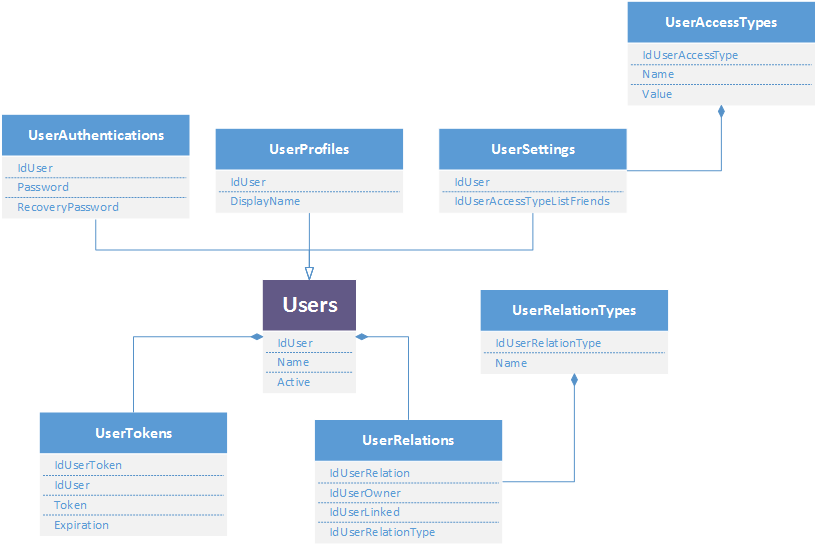 UserAccessTypes
IdUserAccessType
Name
Value
UserAuthentications
IdUser
Password
RecoveryPassword
UserProfiles
IdUser
DisplayName
UserSettings
IdUser
IdUserAccessTypeListFriends
Users
IdUser
Name
Active
UserRelationTypes
IdUserRelationType
Name
UserTokens
IdUserToken
IdUser
Token
Expiration
UserRelations
IdUserRelation
IdUserOwner
IdUserLinked
IdUserRelationType